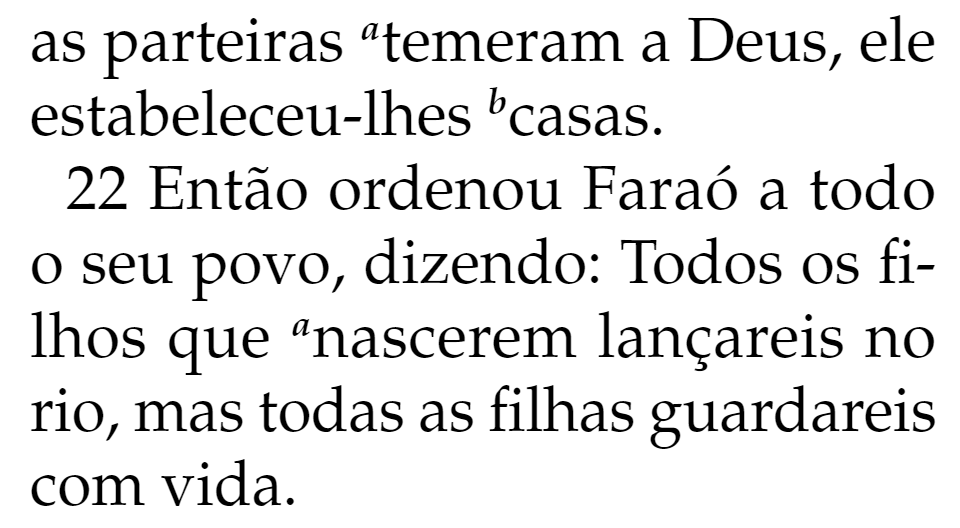 as parteiras ᵃtemeram a Deus, ele
estabeleceu-lhes ᵇcasas.
22 Então ordenou Faraó a todo
o seu povo, dizendo: Todos os fi-
lhos que ᵃnascerem lançareis no
rio, mas todas as filhas guardareis
com vida.